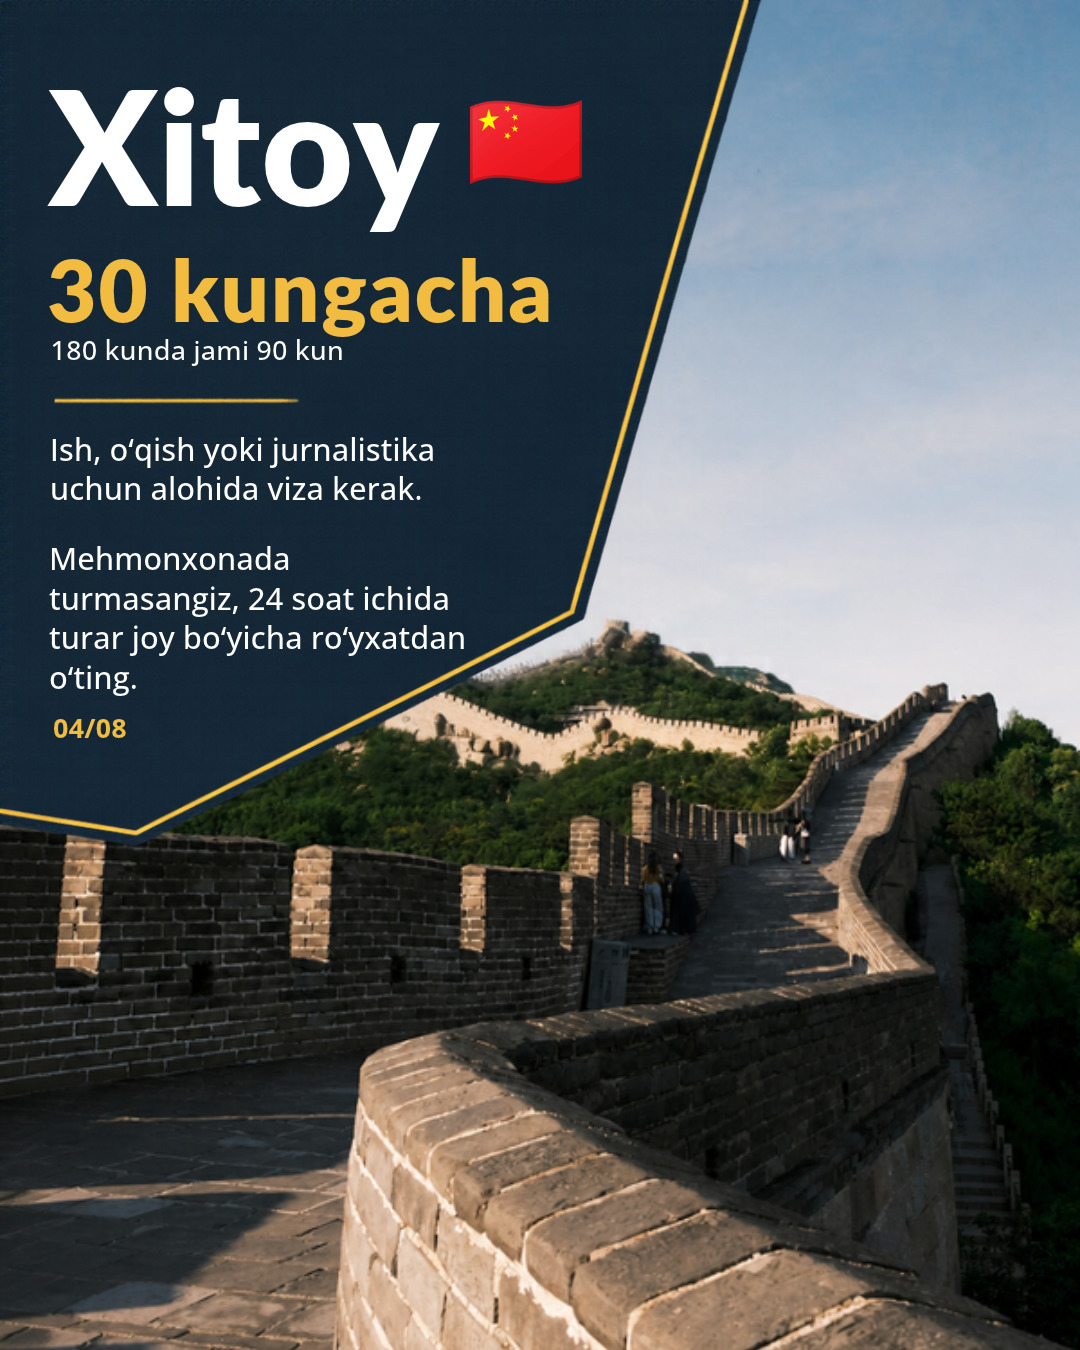 Xitoy
30 kungacha
180 kunda jami 90 kun
Ish, o‘qish yoki jurnalistika
uchun alohida viza kerak.
Mehmonxonada
turmasangiz, 24 soat ichida
turar joy bo‘yicha ro‘yxatdan
o‘ting.
04/08